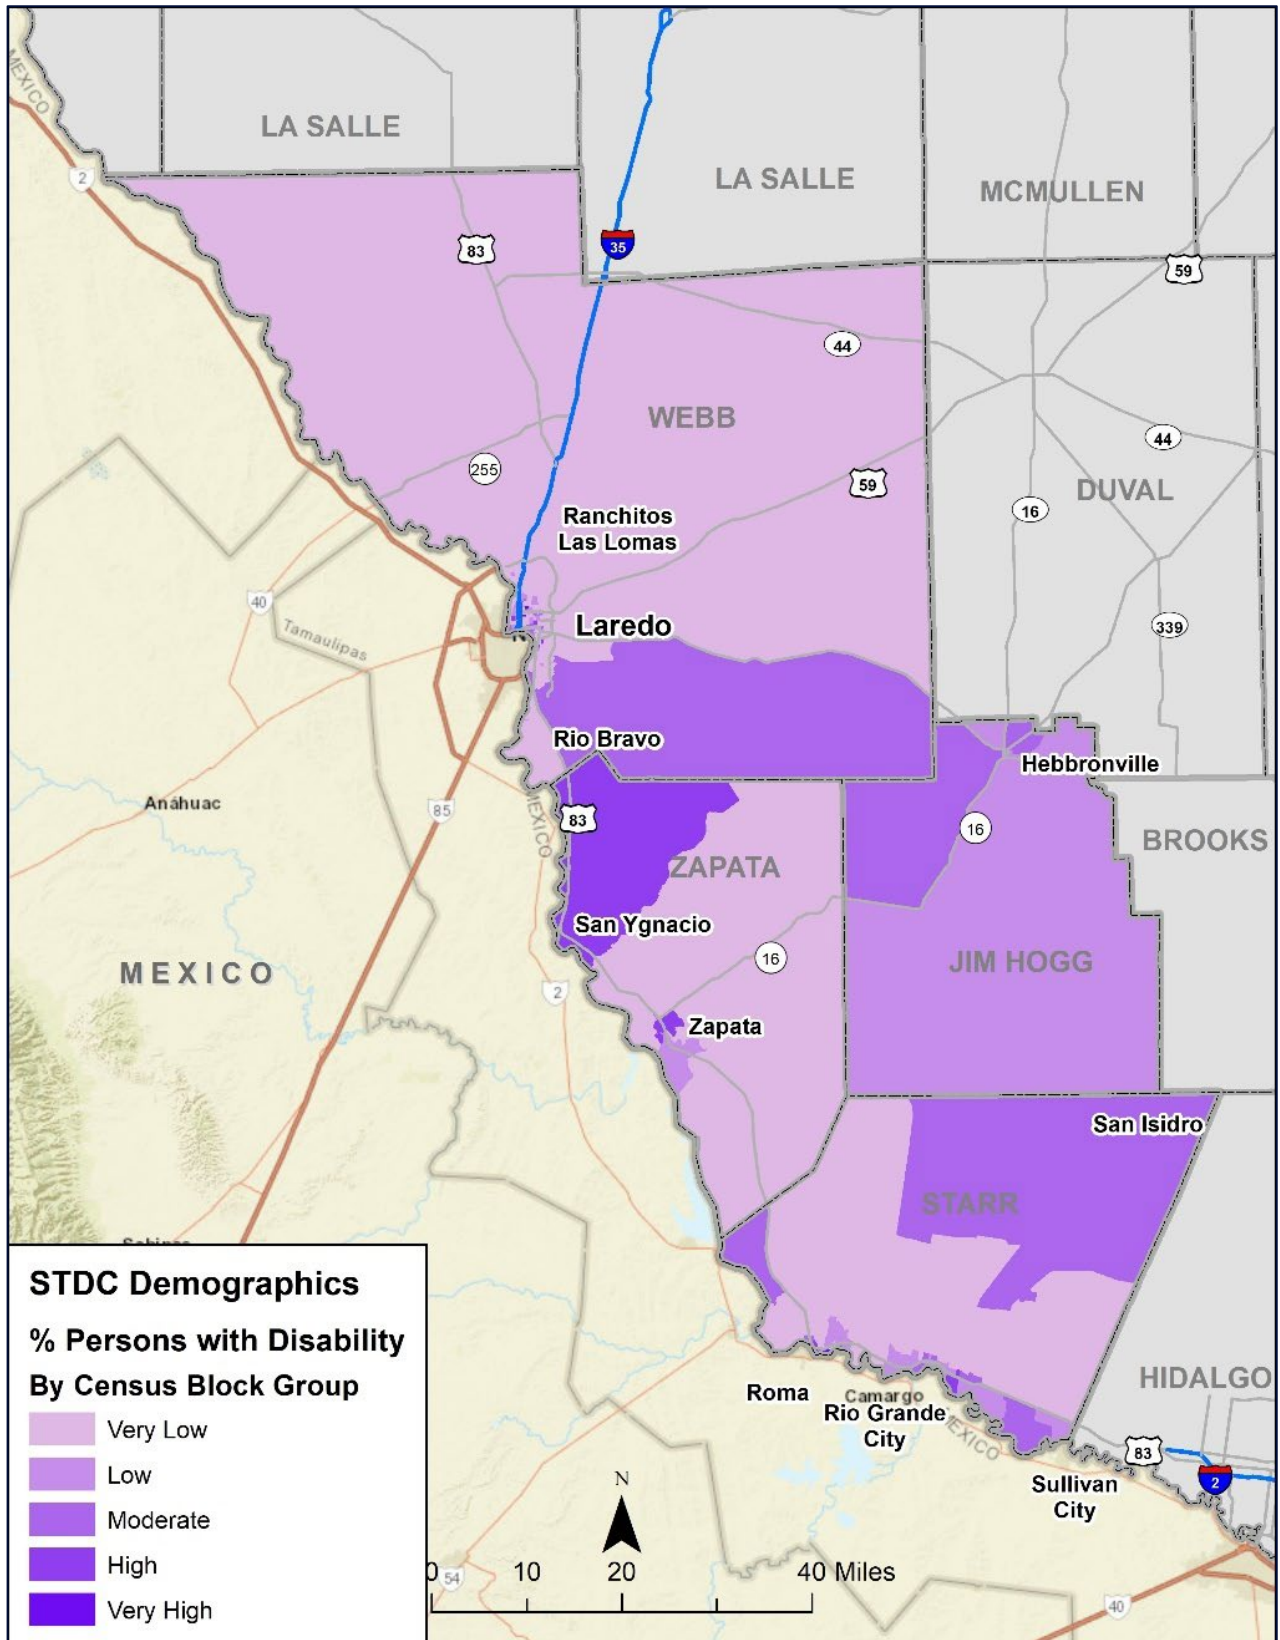 MEXICO
LA SALLE
2
LA SALLE
MCMULLEN
83
35
59
44
WEBB
44
255
59
DUVAL
16
Ranchitos
Las Lomas
40
Tamaulipas
Laredo
339
Rio Bravo
Hebbronville
Anáhuac
85
MEXICO
83
16
BROOKS
ZAPATA
San Ygnacio
16
JIM HOGG
MEXICO
2
Zapata
San Isidro
STARR
STDC Demographics
% Persons with Disability
By Census Block Group
Very Low
Low
Moderate
High
Very High
HIDALGO
Roma
Camargo
Rio Grande
City
MEXICO
83
2
Sullivan
City
N
0 10 20 40 Miles
54
40